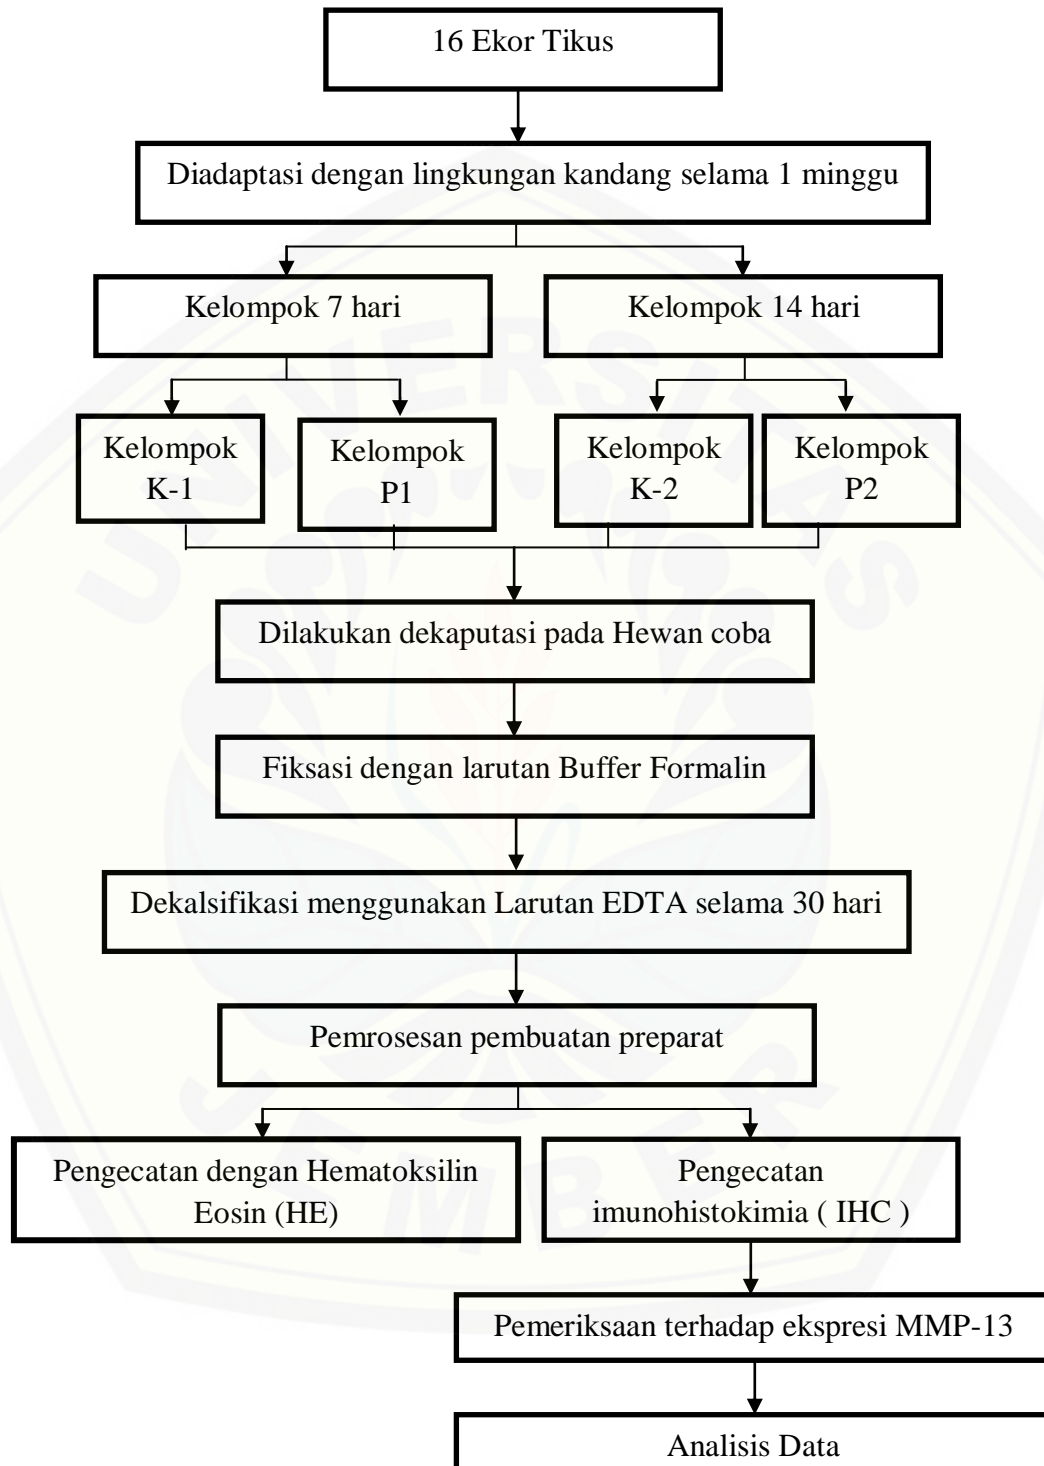 16 Ekor Tikus
Diadaptasi dengan lingkungan kandang selama 1 minggu
Kelompok 7 hari
Kelompok 14 hari
Kelompok
K-1
Kelompok
P1
Kelompok
K-2
Kelompok
P2
Dilakukan dekaputasi pada Hewan coba
Fiksasi dengan larutan Buffer Formalin
Dekalsifikasi menggunakan Larutan EDTA selama 30 hari
Pemrosesan pembuatan preparat
Pengecatan dengan Hematoksilin
Eosin (HE)
Pengecatan
imunohistokimia ( IHC )
Pemeriksaan terhadap ekspresi MMP-13
Analisis Data
UNIVERSITAS
JEMBER